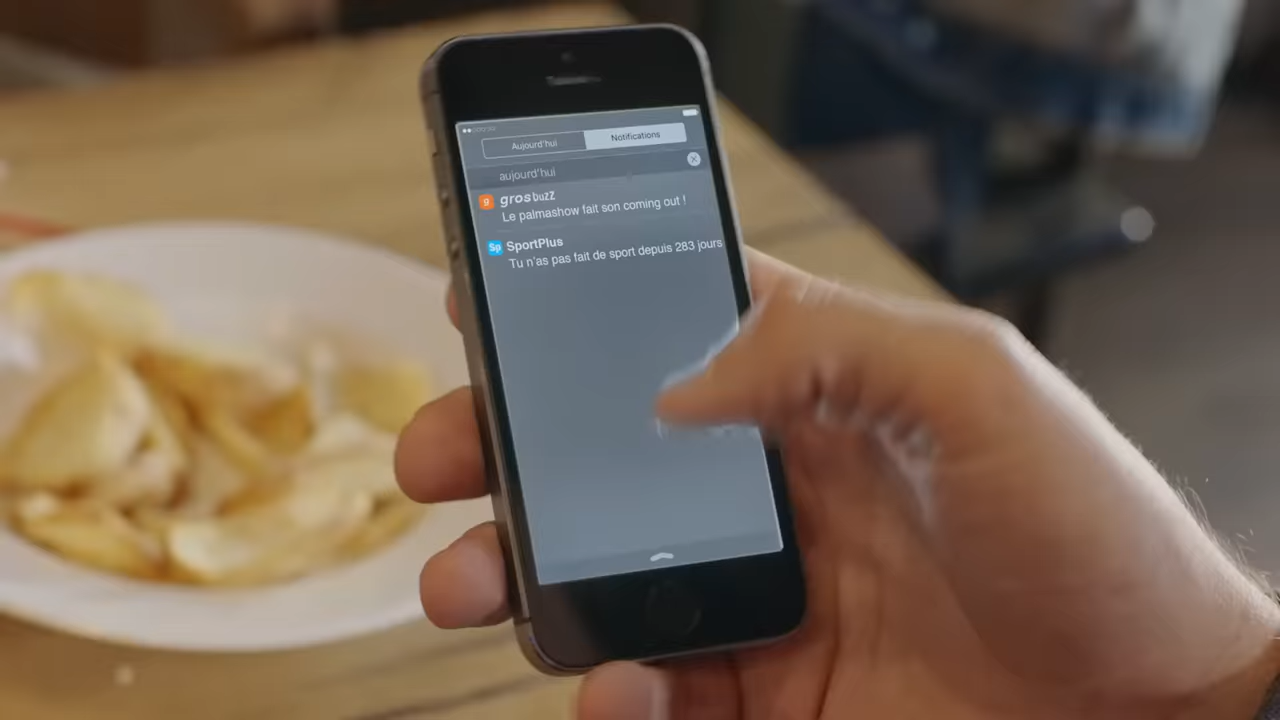 Aujourd'hui
Notifications
aujourd'hui
g
grosbuzz
Le palmashow fait son coming out !
Sp
SportPlus
Tu n'as pas fait de sport depuis 283 jours